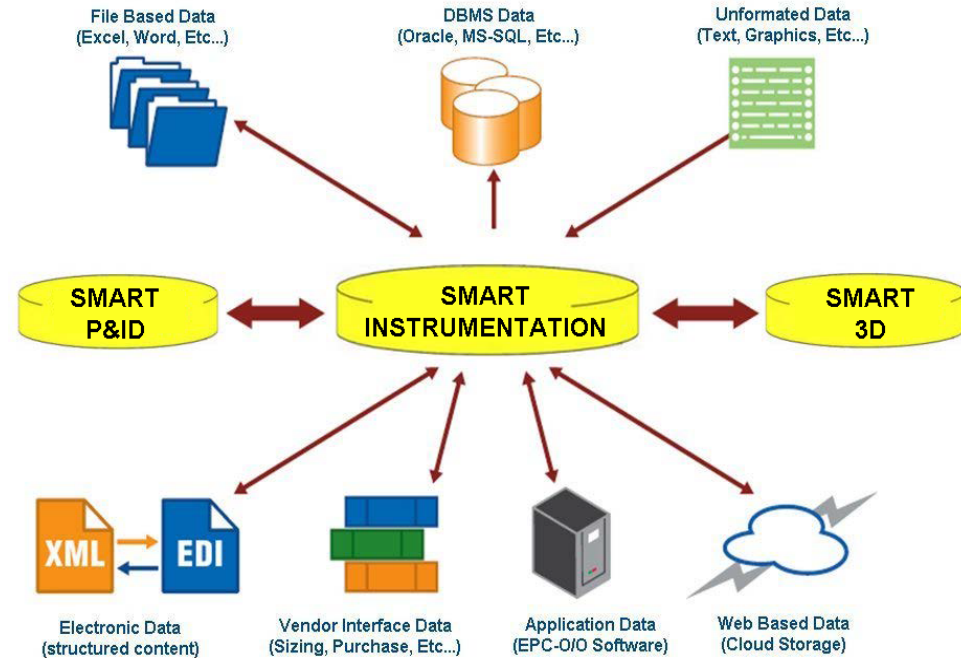 File Based Data
(Excel, Word, Etc...)
DBMS Data
(Oracle, MS-SQL, Etc...)
Unformated Data
(Text, Graphics, Etc...)
SMART
P&ID
SMART
INSTRUMENTATION
SMART
3D
XML
EDI
Electronic Data
(structured content)
Vendor Interface Data
(Sizing, Purchase, Etc...)
Application Data
(EPC-O/O Software)
Web Based Data
(Cloud Storage)